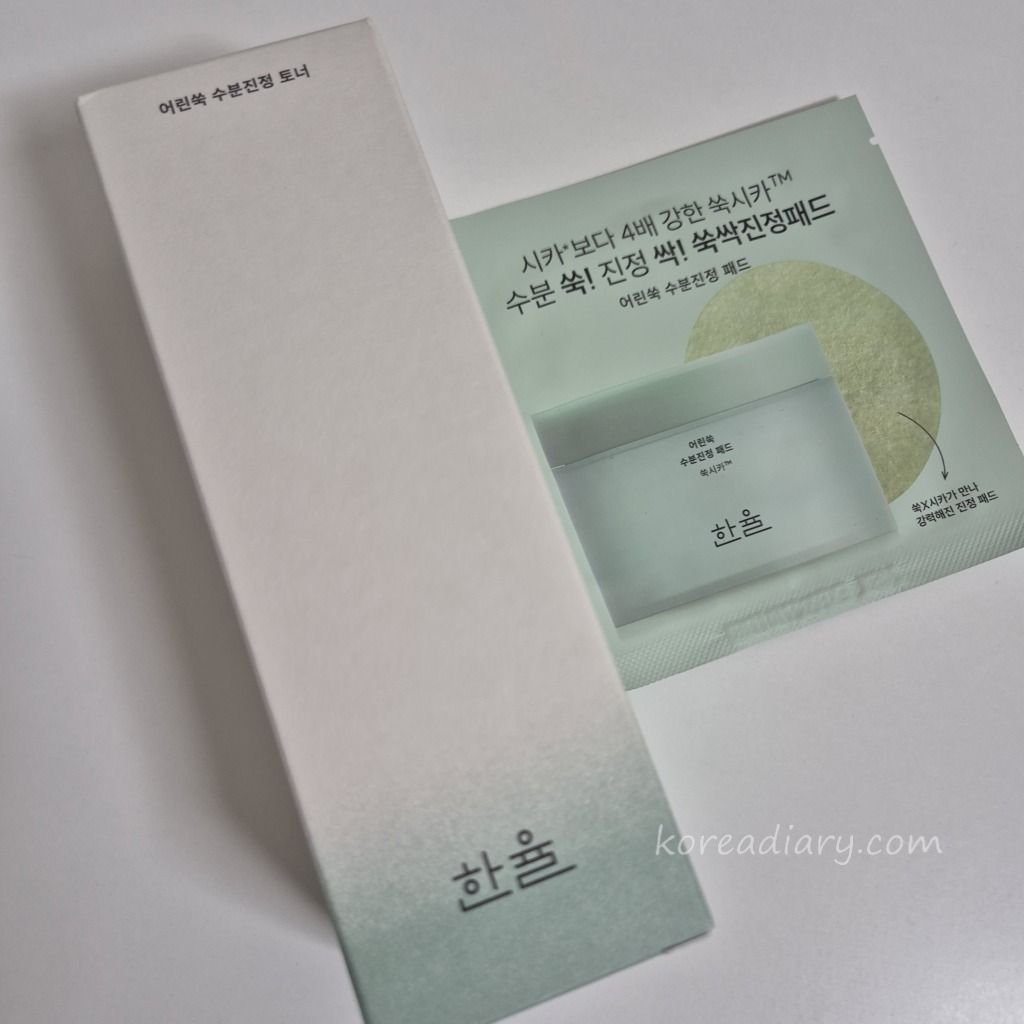 어린쑥 수분진정 토너
한율
시카*보다 4배 강한 쑥시카™
수분 쑥! 진정 싹! 쑥싹진정패드
어린쑥 수분진정 패드
어린쑥
수분진정 패드
쑥시카™
한율
쑥X시카가 만나
강력해진 진정 패드
koreadiary.com